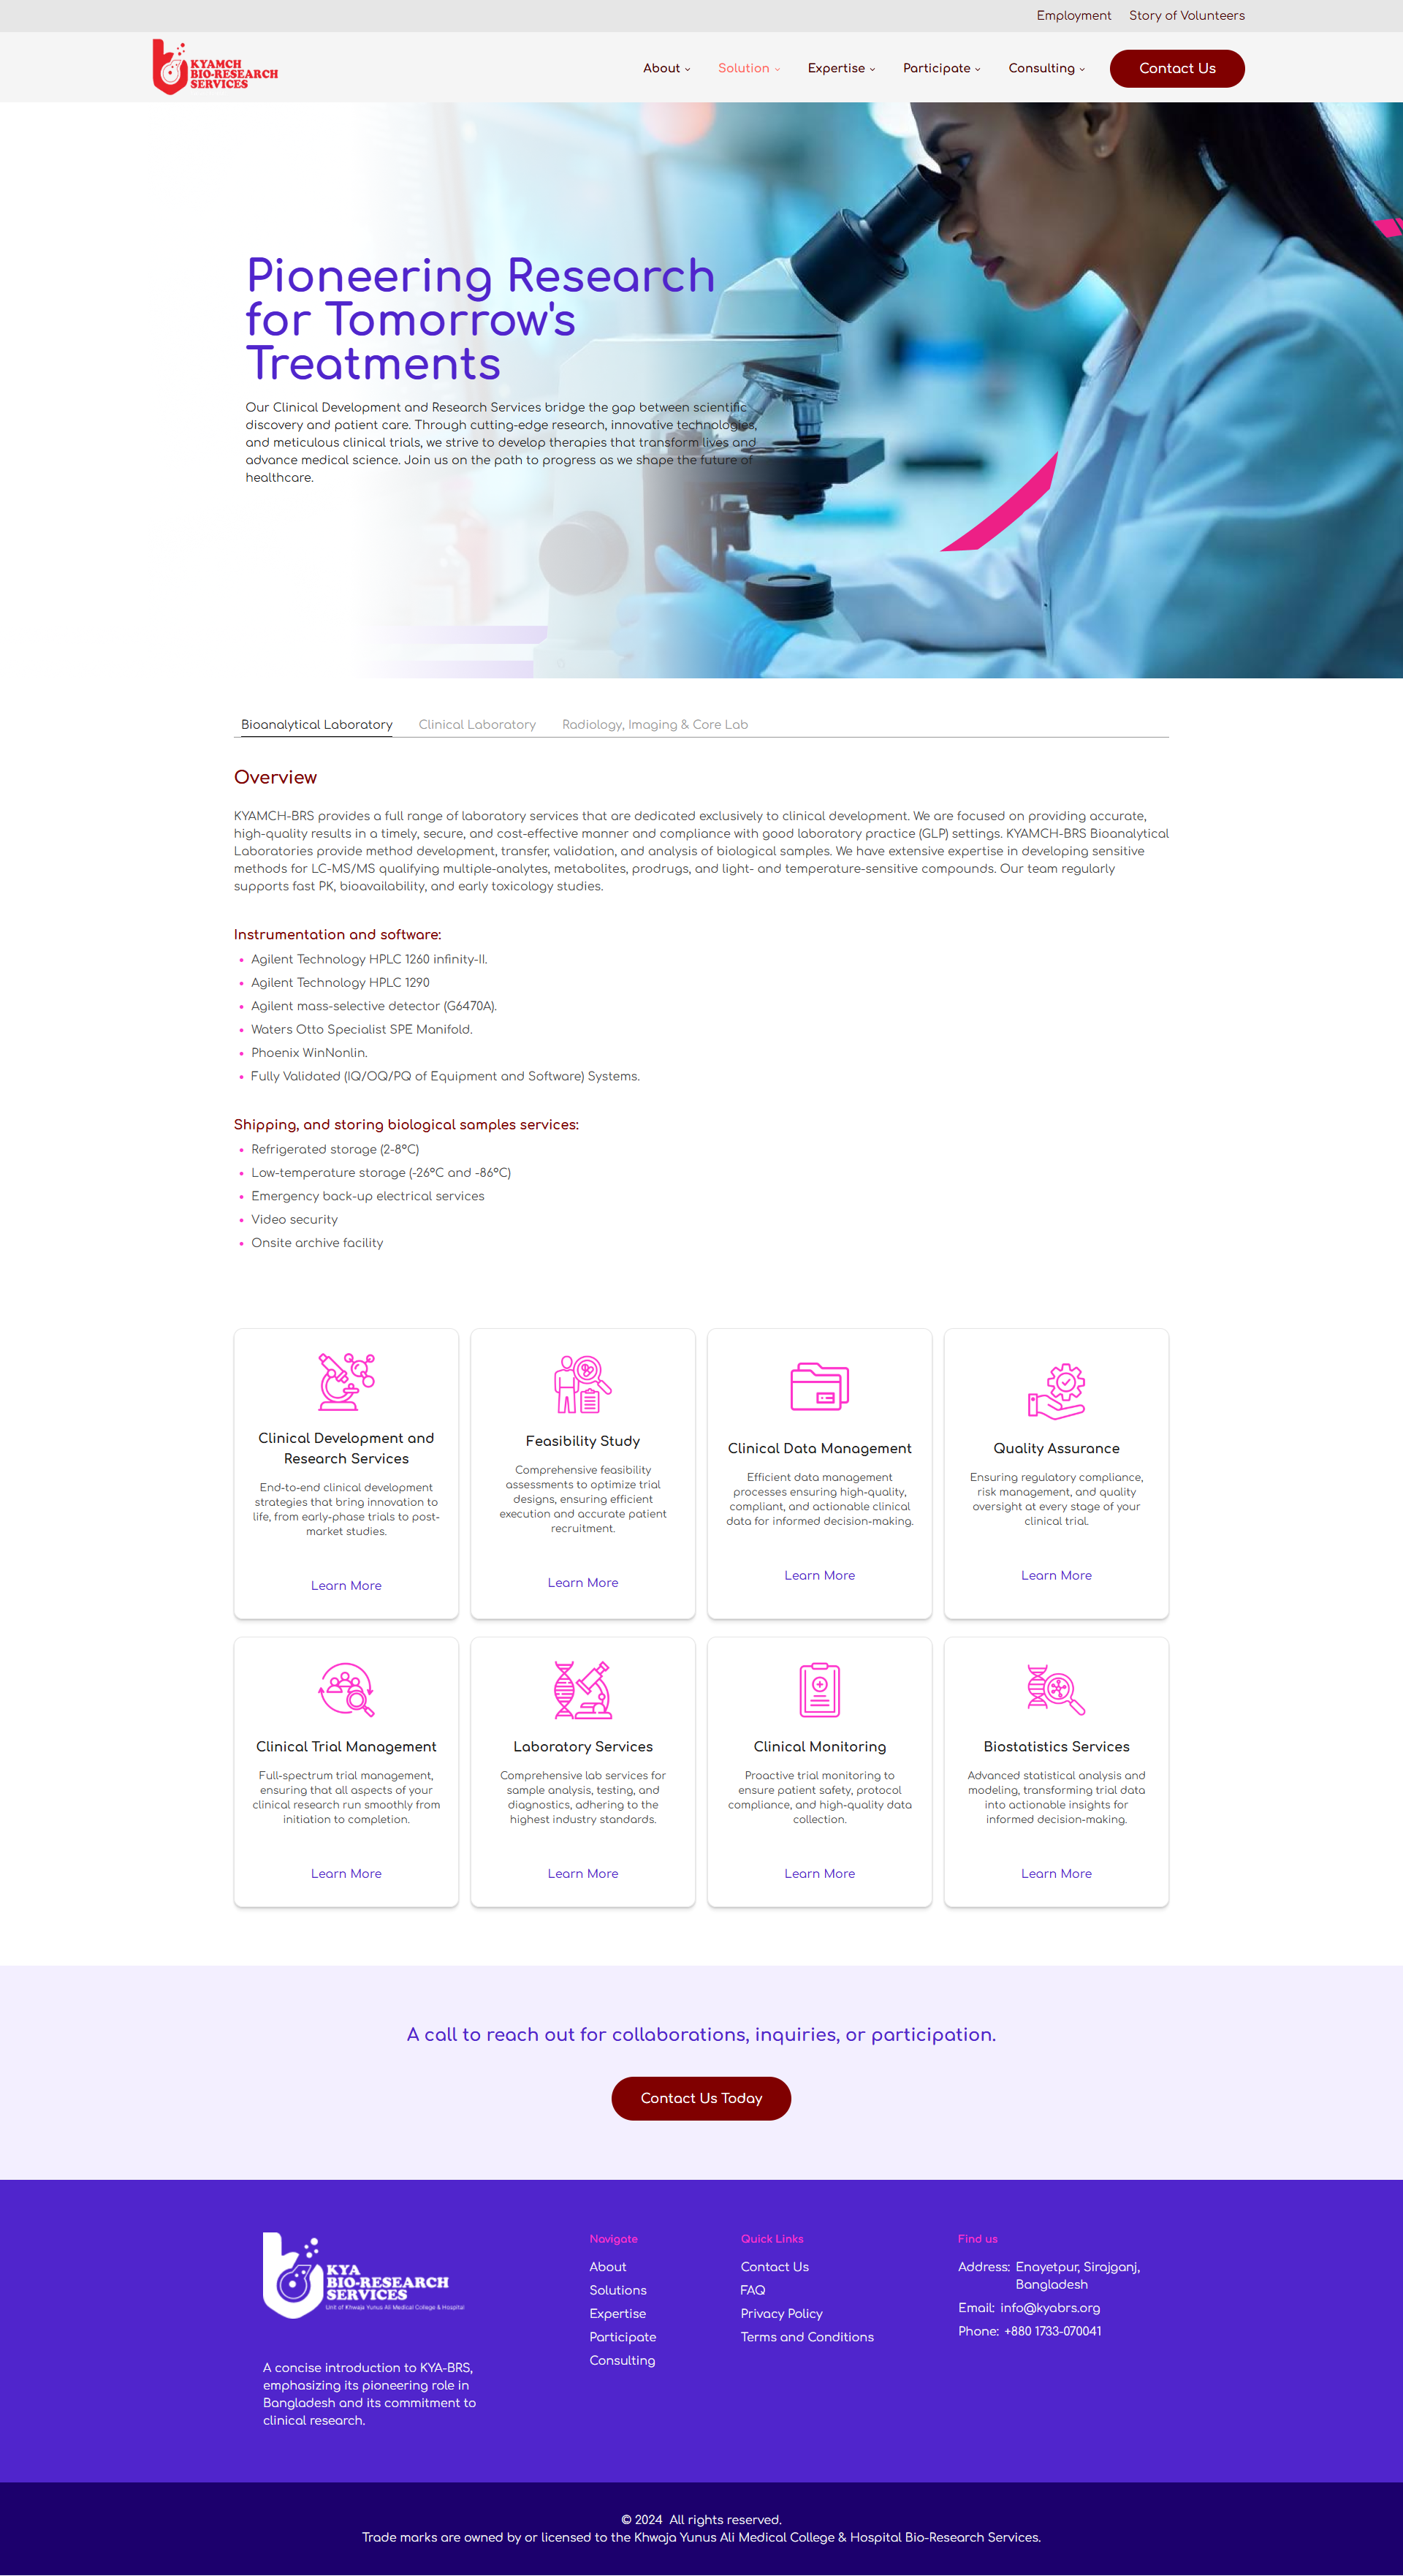 Employment Story of Volunteers
KYAMCH
BIO-RESEARCH
SERVICES
About Solution Expertise Participate Consulting Contact Us
Pioneering Research
for Tomorrow's
Treatments
Our Clinical Development and Research Services bridge the gap between scientific
discovery and patient care. Through cutting-edge research, innovative technologies,
and meticulous clinical trials, we strive to develop therapies that transform lives and
advance medical science. Join us on the path to progress as we shape the future of
healthcare.
Bioanalytical Laboratory Clinical Laboratory Radiology, Imaging & Core Lab
Overview
KYAMCH-BRS provides a full range of laboratory services that are dedicated exclusively to clinical development. We are focused on providing accurate,
high-quality results in a timely, secure, and cost-effective manner and compliance with good laboratory practice (GLP) settings. KYAMCH-BRS Bioanalytical
Laboratories provide method development, transfer, validation, and analysis of biological samples. We have extensive expertise in developing sensitive
methods for LC-MS/MS qualifying multiple-analytes, metabolites, prodrugs, and light- and temperature-sensitive compounds. Our team regularly
supports fast PK, bioavailability, and early toxicology studies.
Instrumentation and software:
• Agilent Technology HPLC 1260 infinity-II.
• Agilent Technology HPLC 1290
• Agilent mass-selective detector (G6470A).
• Waters Otto Specialist SPE Manifold.
• Phoenix WinNonlin.
• Fully Validated (IQ/OQ/PQ of Equipment and Software) Systems.
Shipping, and storing biological samples services:
• Refrigerated storage (2-8°C)
• Low-temperature storage (-26°C and -86°C)
• Emergency back-up electrical services
• Video security
• Onsite archive facility
Clinical Development and
Research Services
End-to-end clinical development
strategies that bring innovation to
life, from early-phase trials to post-
market studies.
Learn More
Feasibility Study
Comprehensive feasibility
assessments to optimize trial
designs, ensuring efficient
execution and accurate patient
recruitment.
Learn More
Clinical Data Management
Efficient data management
processes ensuring high-quality,
compliant, and actionable clinical
data for informed decision-making.
Learn More
Quality Assurance
Ensuring regulatory compliance,
risk management, and quality
oversight at every stage of your
clinical trial.
Learn More
Clinical Trial Management
Full-spectrum trial management,
ensuring that all aspects of your
clinical research run smoothly from
initiation to completion.
Learn More
Laboratory Services
Comprehensive lab services for
sample analysis, testing, and
diagnostics, adhering to the
highest industry standards.
Learn More
Clinical Monitoring
Proactive trial monitoring to
ensure patient safety, protocol
compliance, and high-quality data
collection.
Learn More
Biostatistics Services
Advanced statistical analysis and
modeling, transforming trial data
into actionable insights for
informed decision-making.
Learn More
A call to reach out for collaborations, inquiries, or participation.
Contact Us Today
KYA
BIO-RESEARCH
SERVICES
Unit of Khwaja Yunus Ali Medical College & Hospital
A concise introduction to KYA-BRS,
emphasizing its pioneering role in
Bangladesh and its commitment to
clinical research.
Navigate
About
Solutions
Expertise
Participate
Consulting
Quick Links
Contact Us
FAQ
Privacy Policy
Terms and Conditions
Find us
Address: Enayetpur, Sirajganj,
Bangladesh
Email: info@kyabrs.org
Phone: +880 1733-070041
© 2024 All rights reserved.
Trade marks are owned by or licensed to the Khwaja Yunus Ali Medical College & Hospital Bio-Research Services.